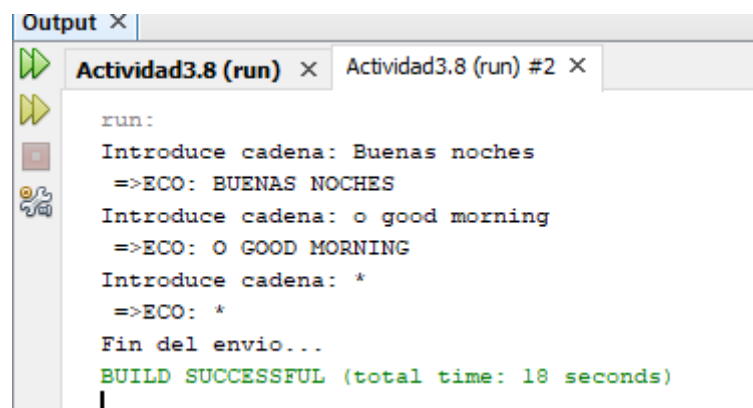 Output
Actividad3.8 (run) Actividad3.8 (run) #2
run:
Introduce cadena: Buenas noches
=>ECO: BUENAS NOCHES
Introduce cadena: o good morning
=>ECO: O GOOD MORNING
Introduce cadena: *
=>ECO: *
Fin del envio...
BUILD SUCCESSFUL (total time: 18 seconds)